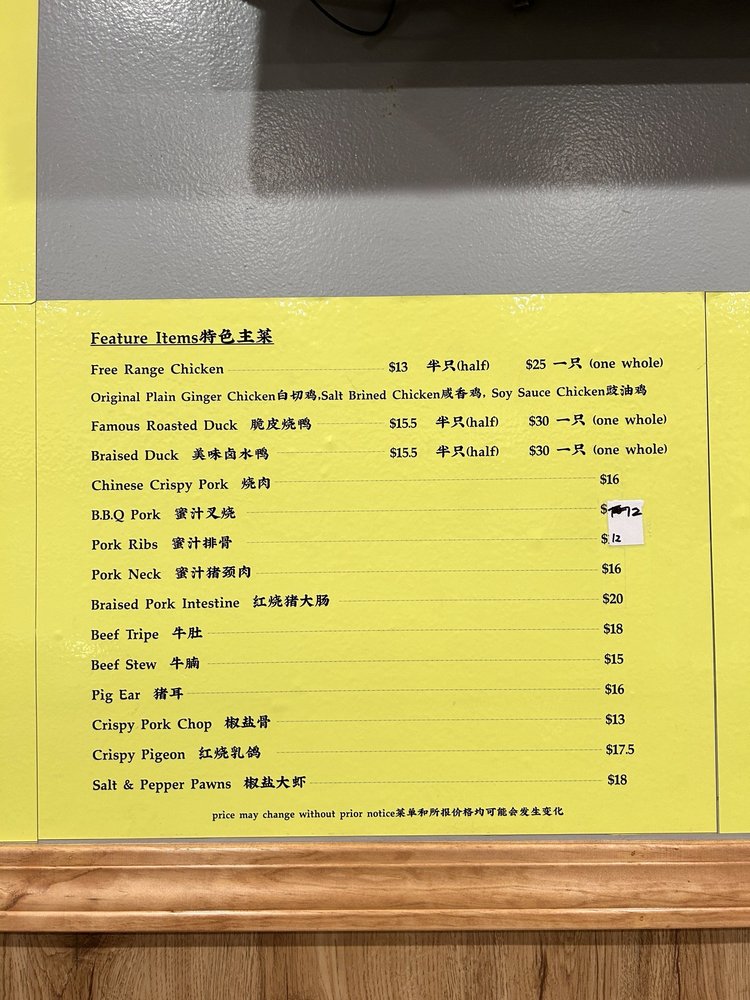 Feature Items特色主菜
Free Range Chicken $13 半只(half) $25 一只 (one whole)
Original Plain Ginger Chicken白切鸡,Salt Brined Chicken咸香鸡, Soy Sauce Chicken豉油鸡
Famous Roasted Duck 脆皮烧鸭 $15.5 半只(half) $30 一只 (one whole)
Braised Duck 美味卤水鸭 $15.5 半只(half) $30 一只 (one whole)
Chinese Crispy Pork 烧肉 $16
B.B.Q Pork 蜜汁叉烧 $ 12
Pork Ribs 蜜汁排骨 $ 12
Pork Neck 蜜汁猪颈肉 $16
Braised Pork Intestine 红烧猪大肠 $20
Beef Tripe 牛肚 $18
Beef Stew 牛腩 $15
Pig Ear 猪耳 $16
Crispy Pork Chop 椒盐骨 $13
Crispy Pigeon 红烧乳鸽 $17.5
Salt & Pepper Pawns 椒盐大虾 $18
price may change without prior notice菜单和所报价格均可能会发生变化